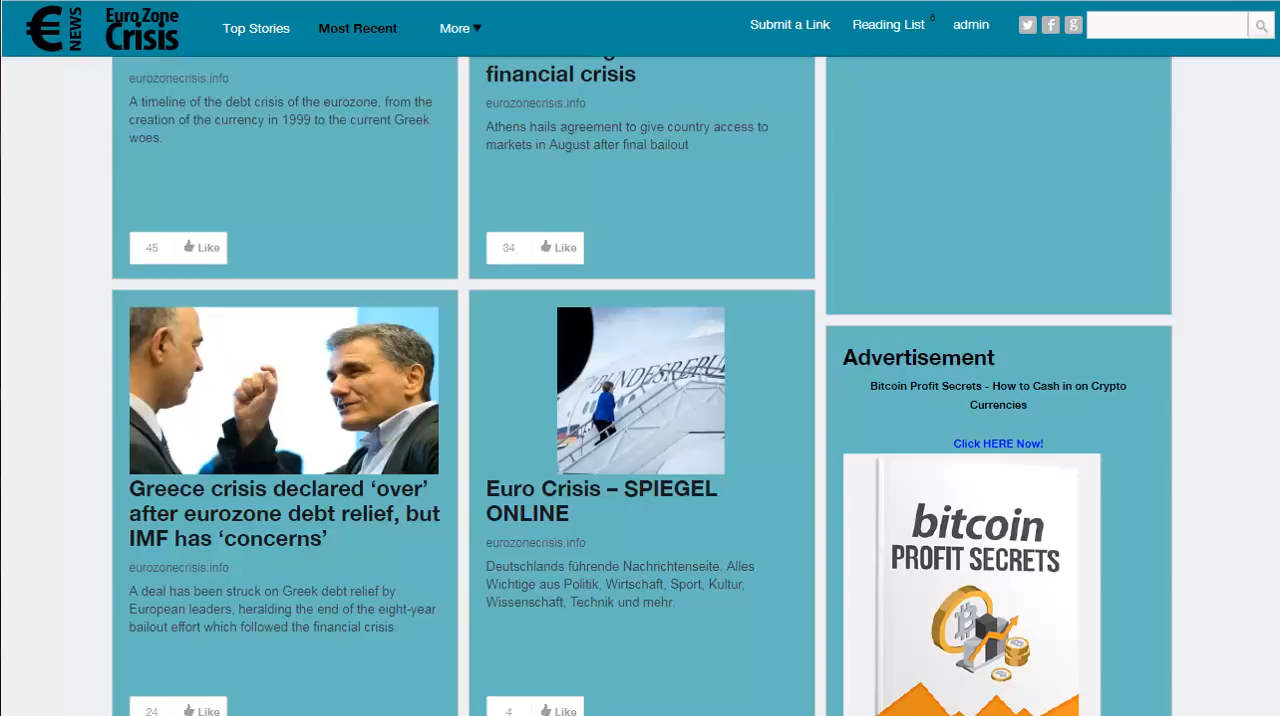 € NEWS
Euro Zone
Crisis
Top Stories
Most Recent
More ▼
Submit a Link
Reading List 6
admin
eurozonecrisis.info
A timeline of the debt crisis of the eurozone, from the
creation of the currency in 1999 to the current Greek
woes.
45
Like
financial crisis
eurozonecrisis.info
Athens hails agreement to give country access to
markets in August after final bailout
34
Like
Greece crisis declared ‘over’
after eurozone debt relief, but
IMF has ‘concerns’
eurozonecrisis.info
A deal has been struck on Greek debt relief by
European leaders, heralding the end of the eight-year
bailout effort which followed the financial crisis.
24
Like
BUNDESREPU
Euro Crisis – SPIEGEL
ONLINE
eurozonecrisis.info
Deutschlands führende Nachrichtenseite. Alles
Wichtige aus Politik, Wirtschaft, Sport, Kultur,
Wissenschaft, Technik und mehr
4
Like
Advertisement
Bitcoin Profit Secrets - How to Cash in on Crypto
Currencies
Click HERE Now!
bitcoin
PROFIT SECRETS